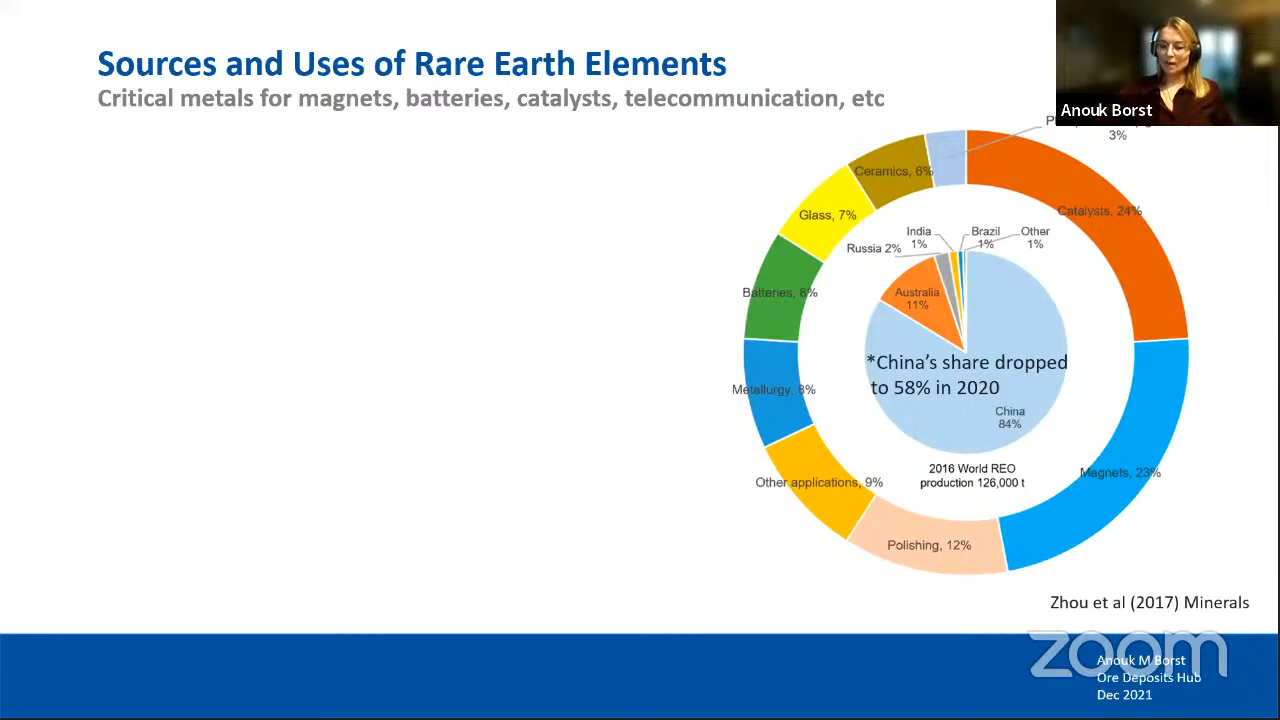 Sources and Uses of Rare Earth Elements
Critical metals for magnets, batteries, catalysts, telecommunication, etc
Anouk Borst
3%
Ceramics, 6%
Catalysts, 24%
Glass, 7%
India
1%
Brazil
1%
Other
1%
Russia 2%
Australia
11%
Batteries, 8%
*China's share dropped
to 58% in 2020
Metallurgy, 8%
China
84%
2016 World REO
production 126,000 t
Magnets, 23%
Other applications, 9%
Polishing, 12%
Zhou et al (2017) Minerals
zoom
Anouk M Borst
Ore Deposits Hub
Dec 2021